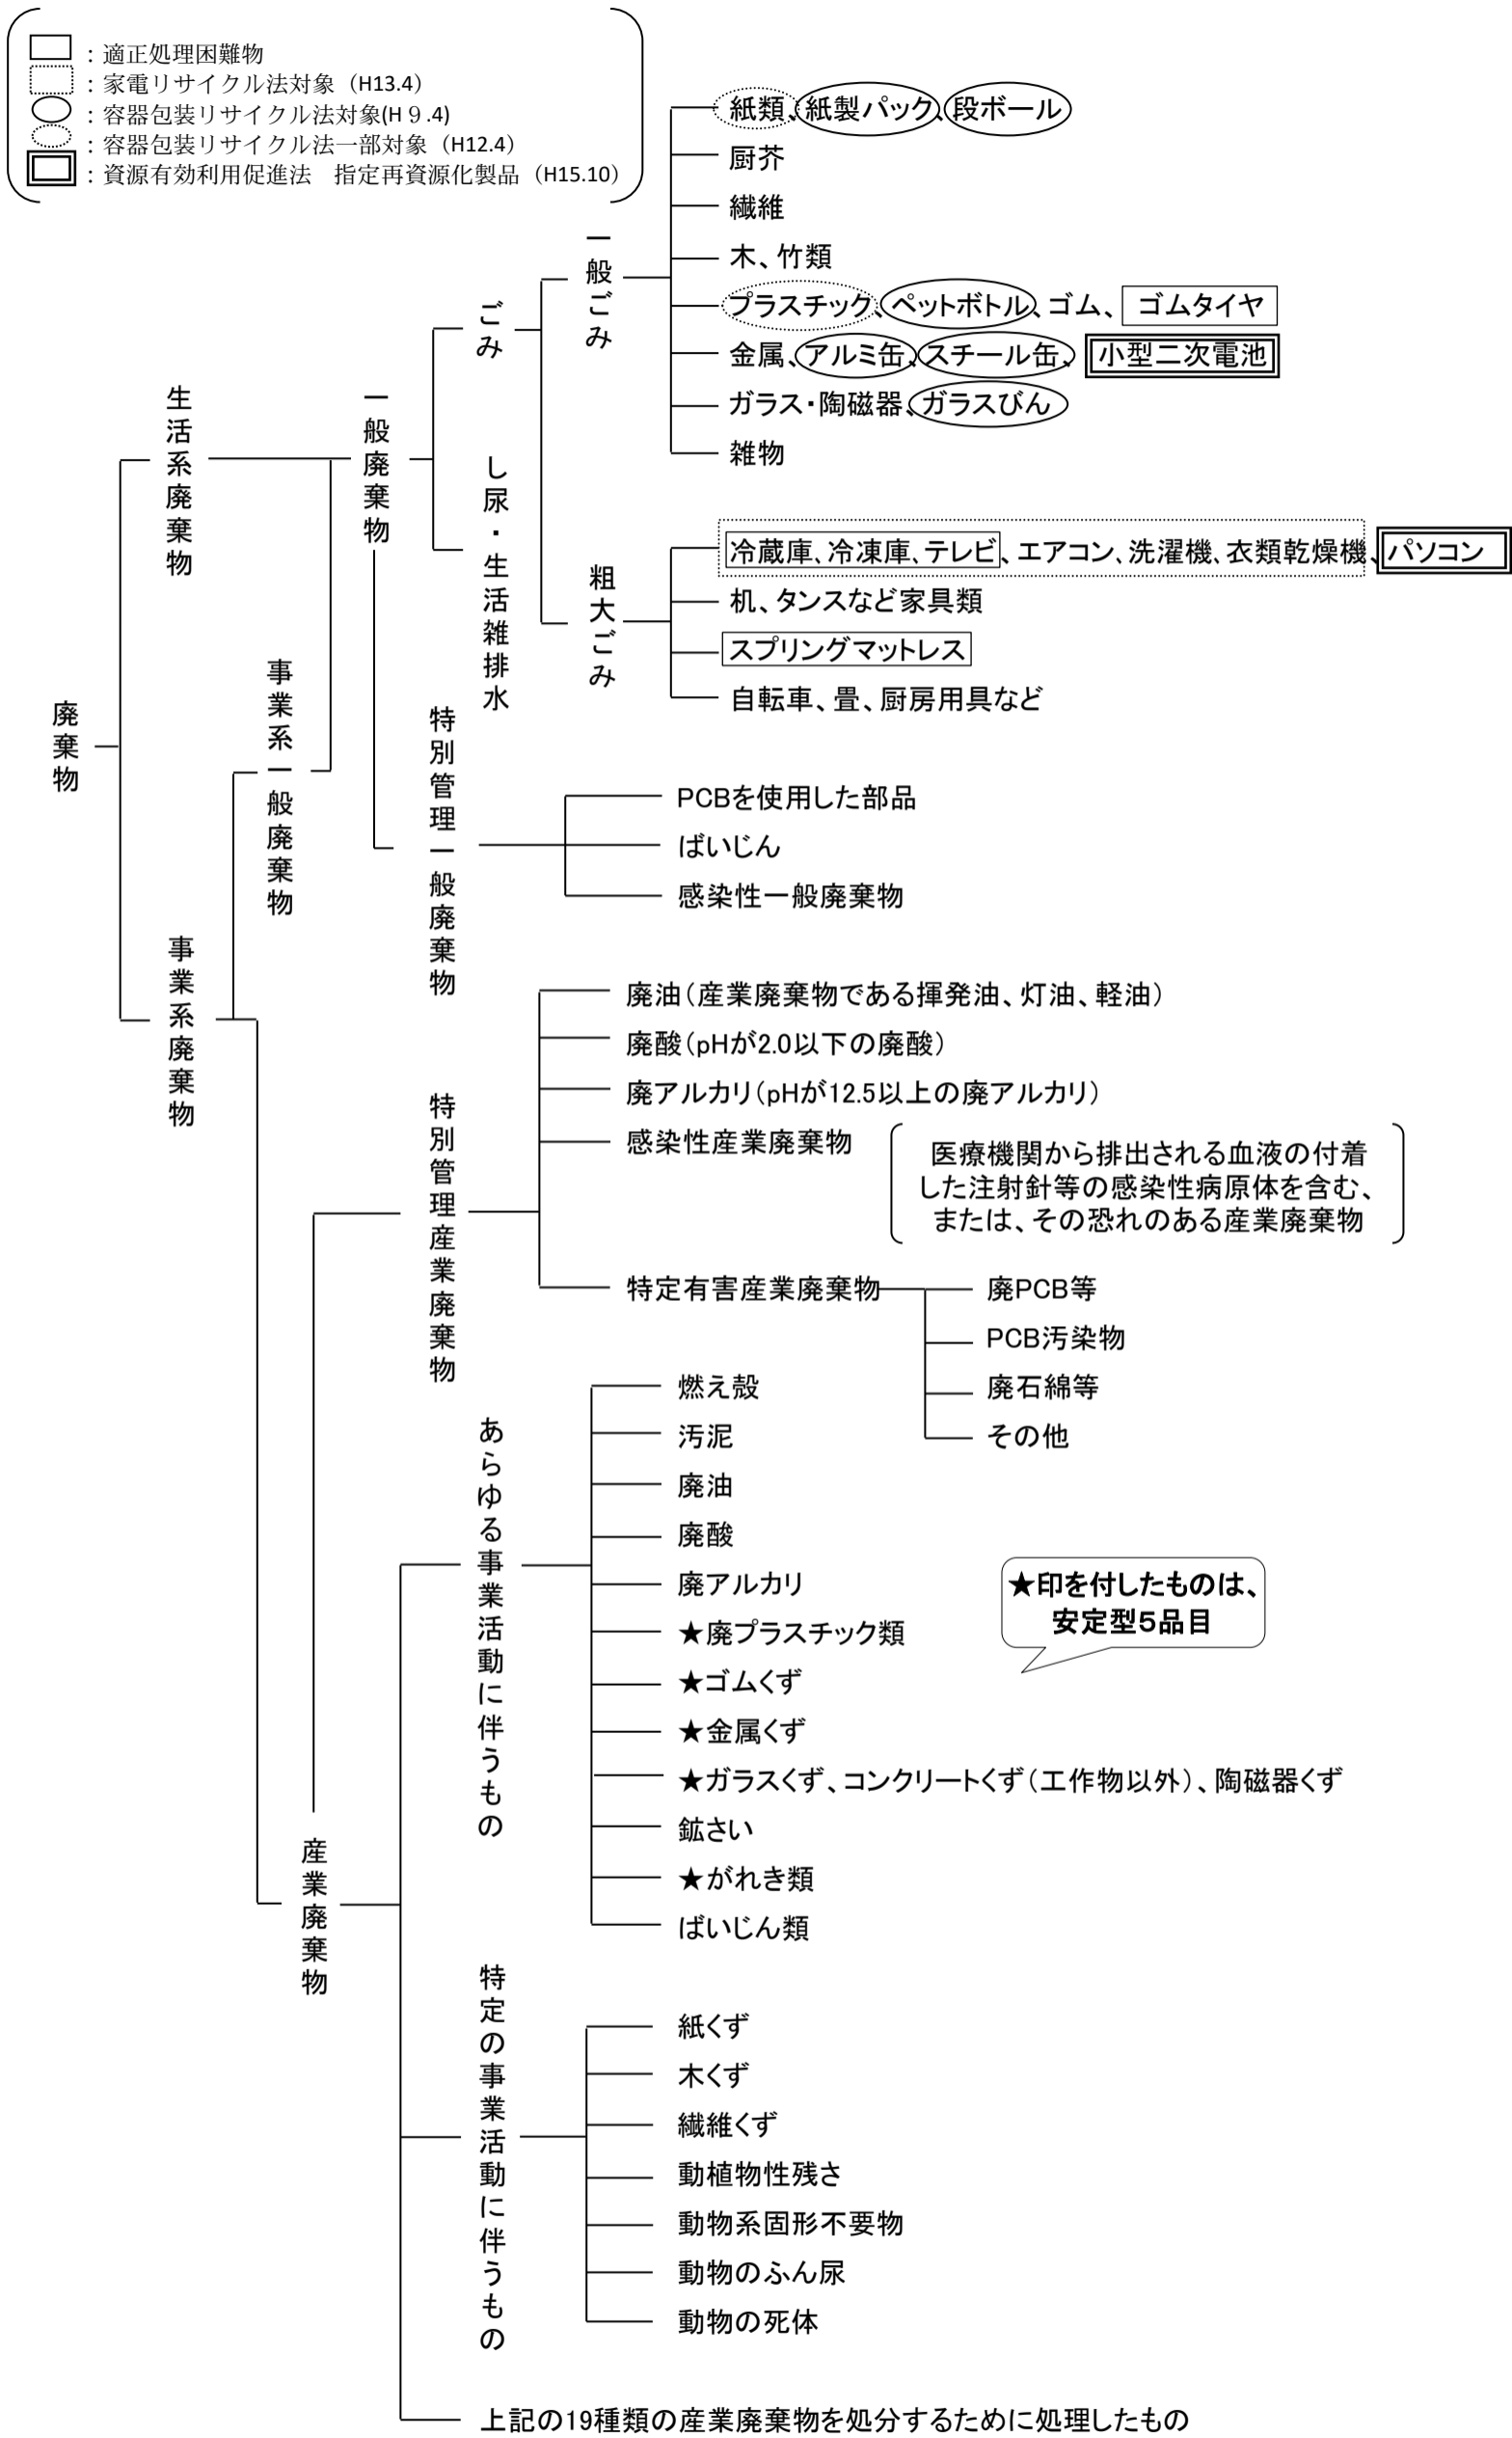 ：適正処理困難物
：家電リサイクル法対象（H13.4）
：容器包装リサイクル法対象(H９.4)
：容器包装リサイクル法一部対象（H12.4）
：資源有効利用促進法　指定再資源化製品（H15.10）
廃棄物
生活系廃棄物
事業系廃棄物
事業系一般廃棄物
一般廃棄物
ごみ
し尿・生活雑排水
一般ごみ
紙類、紙製パック、段ボール
厨芥
繊維
木、竹類
プラスチック、ペットボトル、ゴム、ゴムタイヤ
金属、アルミ缶、スチール缶、小型二次電池
ガラス・陶磁器、ガラスびん
雑物
粗大ごみ
冷蔵庫、冷凍庫、テレビ、エアコン、洗濯機、衣類乾燥機、パソコン
机、タンスなど家具類
スプリングマットレス
自転車、畳、厨房用具など
特別管理一般廃棄物
PCBを使用した部品
ばいじん
感染性一般廃棄物
特別管理産業廃棄物
廃油（産業廃棄物である揮発油、灯油、軽油）
廃酸（pHが2.0以下の廃酸）
廃アルカリ（pHが12.5以上の廃アルカリ）
感染性産業廃棄物
医療機関から排出される血液の付着
した注射針等の感染性病原体を含む、
または、その恐れのある産業廃棄物
特定有害産業廃棄物
廃PCB等
PCB汚染物
廃石綿等
その他
産業廃棄物
あらゆる事業活動に伴うもの
燃え殻
汚泥
廃油
廃酸
廃アルカリ
★廃プラスチック類
★ゴムくず
★金属くず
★ガラスくず、コンクリートくず（工作物以外）、陶磁器くず
鉱さい
★がれき類
ばいじん類
★印を付したものは、
安定型５品目
特定の事業活動に伴うもの
紙くず
木くず
繊維くず
動植物性残さ
動物系固形不要物
動物のふん尿
動物の死体
上記の19種類の産業廃棄物を処分するために処理したもの